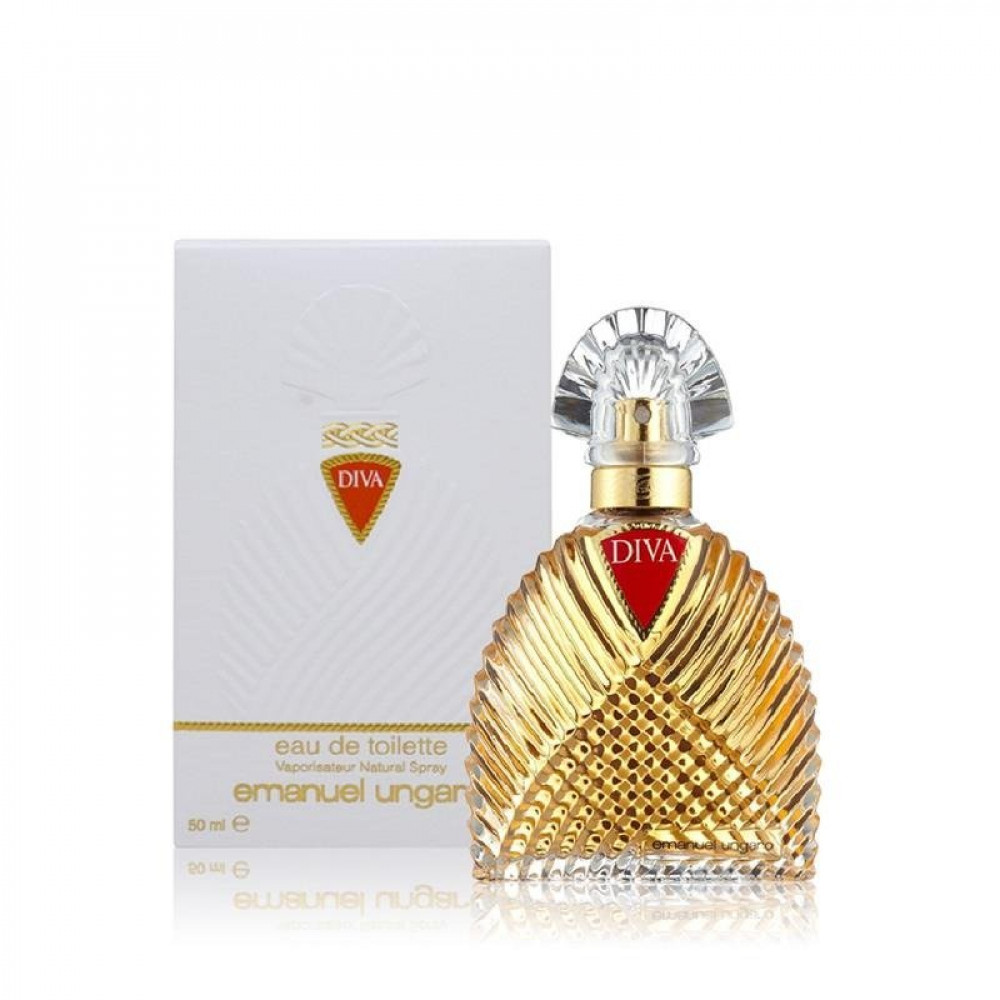 DIVA
eau de toilette
Vaporisateur Natural Spray
emanuel ungaro
50 ml e
DIVA
emanuel ungaro